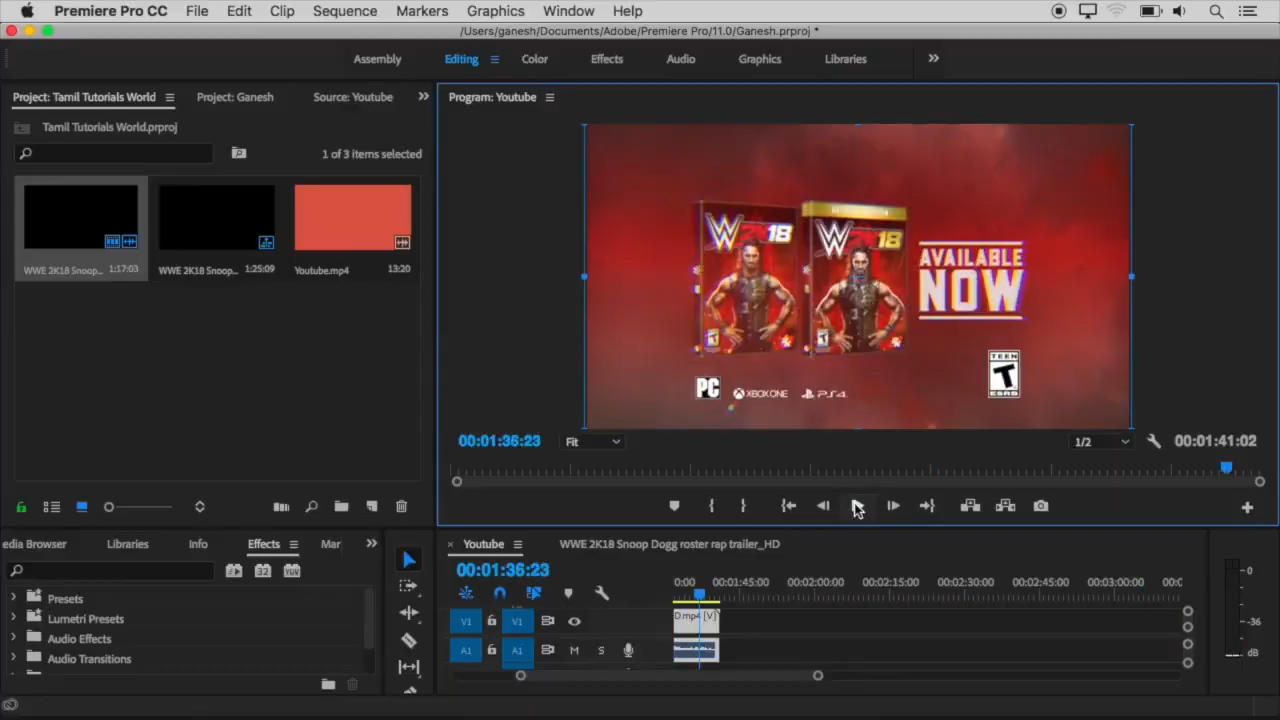 Premiere Pro CC File Edit Clip Sequence Markers Graphics Window Help
/Users/ganesh/Documents/Adobe/Premiere Pro/11.0/Ganesh.prproj *
Assembly Editing Color Effects Audio Graphics Libraries
Project: Tamil Tutorials World Project: Ganesh Source: Youtube
Program: Youtube
Tamil Tutorials World.prproj
1 of 3 items selected
WWE 2K18 Snoop... 1:17:03
WWE 2K18 Snoop... 1:25:09
Youtube.mp4 13:20
W 2K18
W 2K18
AVAILABLE
NOW
PC XBOX ONE PS4
TEEN
T
ESRB
00:01:36:23 Fit 1/2 00:01:41:02
edia Browser Libraries Info Effects Mar
32 YUV
Presets
Lumetri Presets
Audio Effects
Audio Transitions
× Youtube WWE 2K18 Snoop Dogg roster rap trailer_HD
00:01:36:23
0:00 00:01:45:00 00:02:00:00 00:02:15:00 00:02:30:00 00:02:45:00 00:03:00:00 00:0
V1 V1 D.mp4 [V]
A1 A1 M S
0
-36
dB